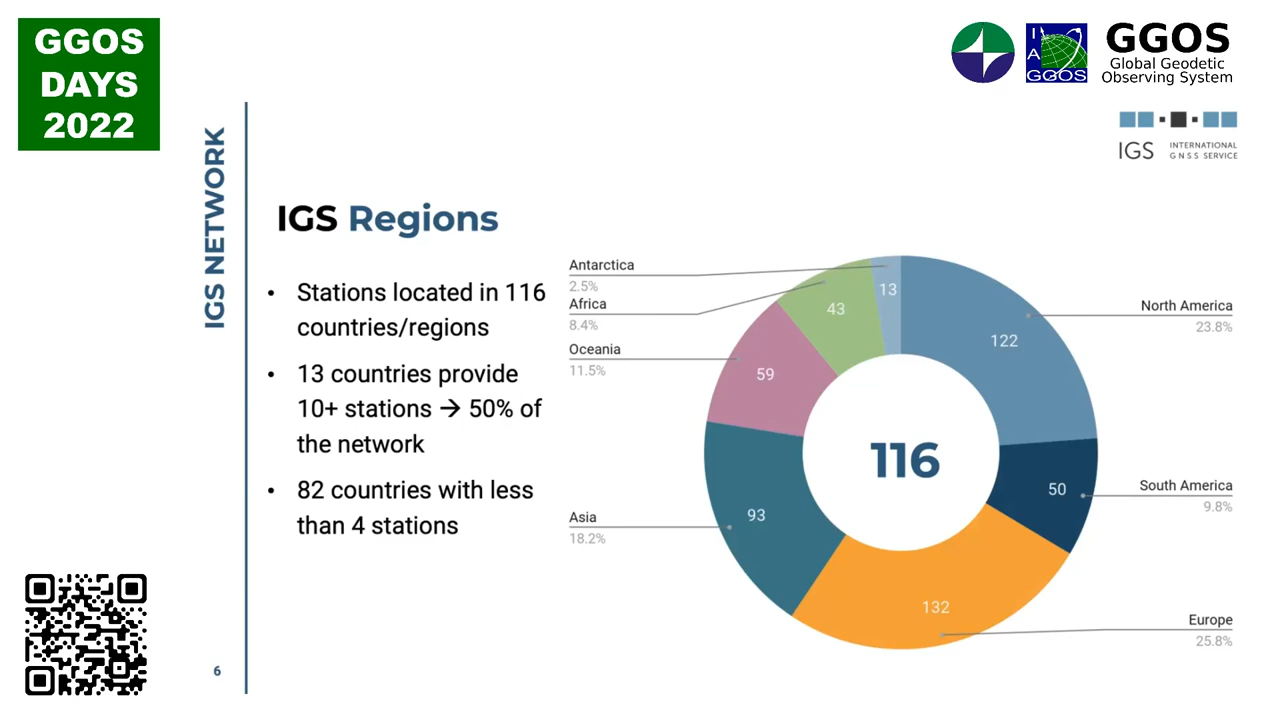 GGOS
DAYS
2022
I
A
GGOS
GGOS
Global Geodetic
Observing System
IGS
INTERNATIONAL
GNSS SERVICE
IGS NETWORK
IGS Regions
• Stations located in 116
countries/regions
• 13 countries provide
10+ stations → 50% of
the network
• 82 countries with less
than 4 stations
Antarctica
2.5%
Africa
8.4%
Oceania
11.5%
Asia
18.2%
13
43
59
93
122
50
132
116
North America
23.8%
South America
9.8%
Europe
25.8%
6